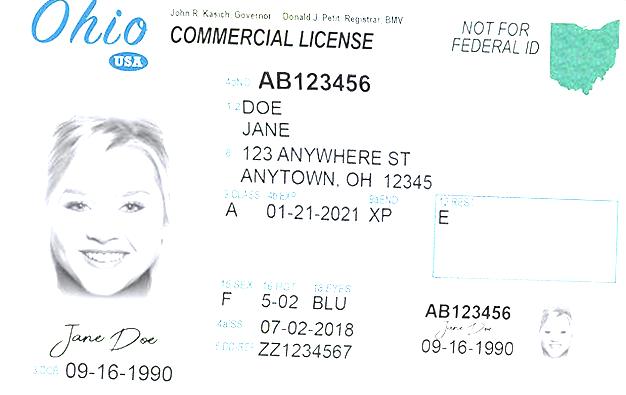 Ohio
USA
John R. Kasich, Governor Donald J. Petit, Registrar, BMV
COMMERCIAL LICENSE
NOT FOR
FEDERAL ID
AB123456
1,2 DOE
JANE
8 123 ANYWHERE ST
ANYTOWN, OH 12345
9 CLASS 4b EXP 9a END 12 REST
A 01-21-2021 XP E
15 SEX 16 HGT 18 EYES
F 5-02 BLU
4a ISS 07-02-2018
5 DD ZZ1234567
Jane Doe
3 DOB 09-16-1990
AB123456
Jane Doe
09-16-1990